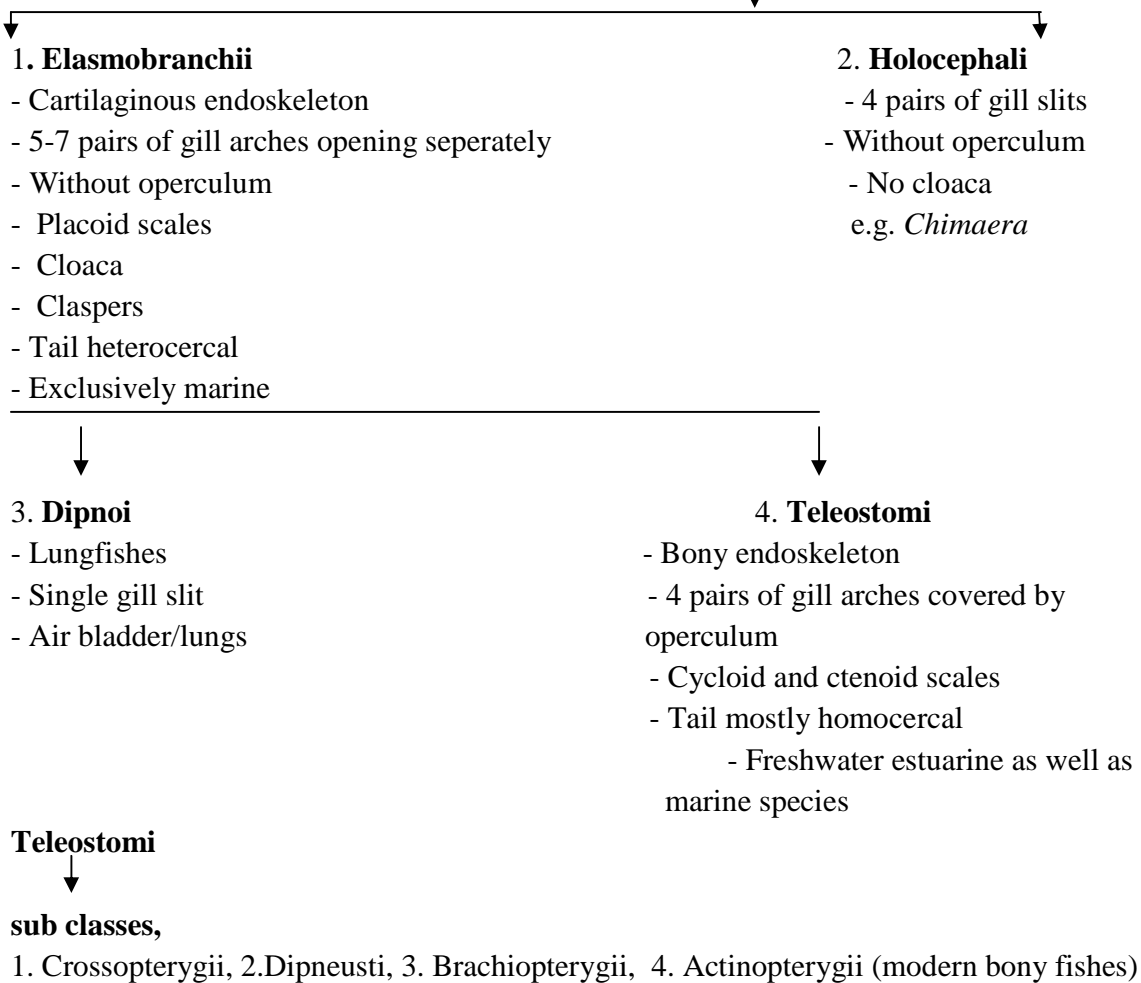 1. Elasmobranchii
- Cartilaginous endoskeleton
- 5-7 pairs of gill arches opening seperately
- Without operculum
- Placoid scales
- Cloaca
- Claspers
- Tail heterocercal
- Exclusively marine
2. Holocephali
- 4 pairs of gill slits
- Without operculum
- No cloaca
e.g. Chimaera
3. Dipnoi
- Lungfishes
- Single gill slit
- Air bladder/lungs
4. Teleostomi
- Bony endoskeleton
- 4 pairs of gill arches covered by
operculum
- Cycloid and ctenoid scales
- Tail mostly homocercal
- Freshwater estuarine as well as
marine species
Teleostomi
sub classes,
1. Crossopterygii, 2.Dipneusti, 3. Brachiopterygii, 4. Actinopterygii (modern bony fishes)